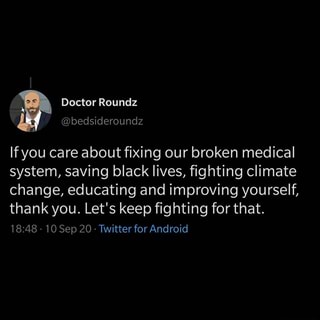 Doctor Roundz
@bedsideroundz
If you care about fixing our broken medical
system, saving black lives, fighting climate
change, educating and improving yourself,
thank you. Let's keep fighting for that.
18:48 · 10 Sep 20 · Twitter for Android